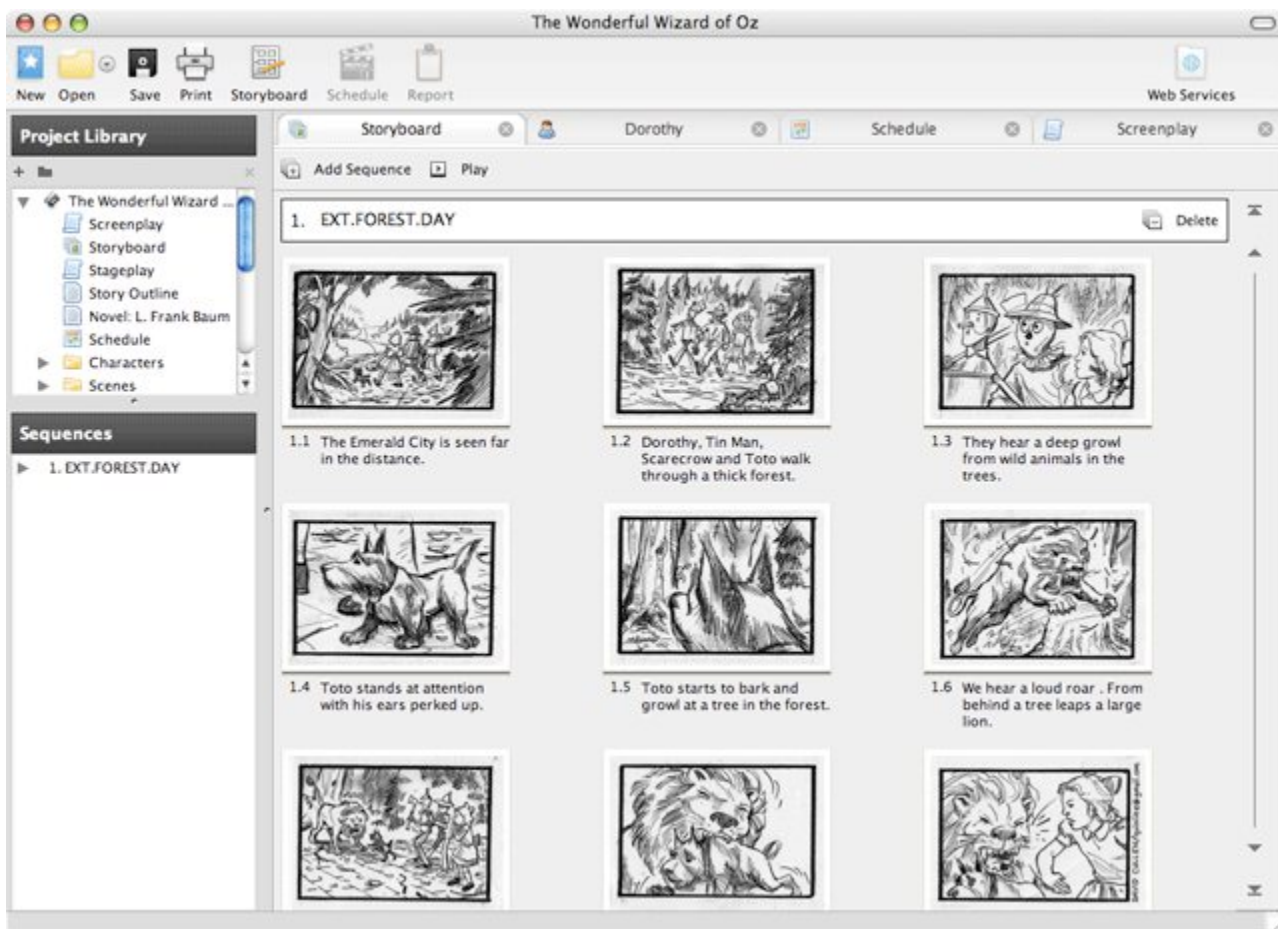 The Wonderful Wizard of Oz
New Open Save Print Storyboard Schedule Report Web Services
Project Library
Storyboard Dorothy Schedule Screenplay
Add Sequence Play
The Wonderful Wizard ...
Screenplay
Storyboard
Stageplay
Story Outline
Novel: L. Frank Baum
Schedule
Characters
Scenes
Sequences
1. EXT.FOREST.DAY
1. EXT.FOREST.DAY Delete
1.1 The Emerald City is seen far
in the distance.
1.2 Dorothy, Tin Man,
Scarecrow and Toto walk
through a thick forest.
1.3 They hear a deep growl
from wild animals in the
trees.
1.4 Toto stands at attention
with his ears perked up.
1.5 Toto starts to bark and
growl at a tree in the forest.
1.6 We hear a loud roar . From
behind a tree leaps a large
lion.